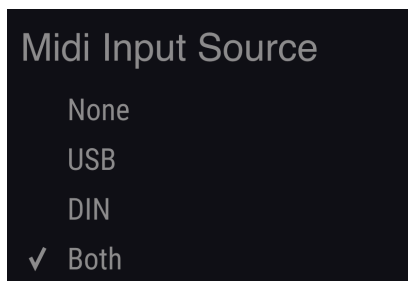 Midi Input Source
None
USB
DIN
✓ Both